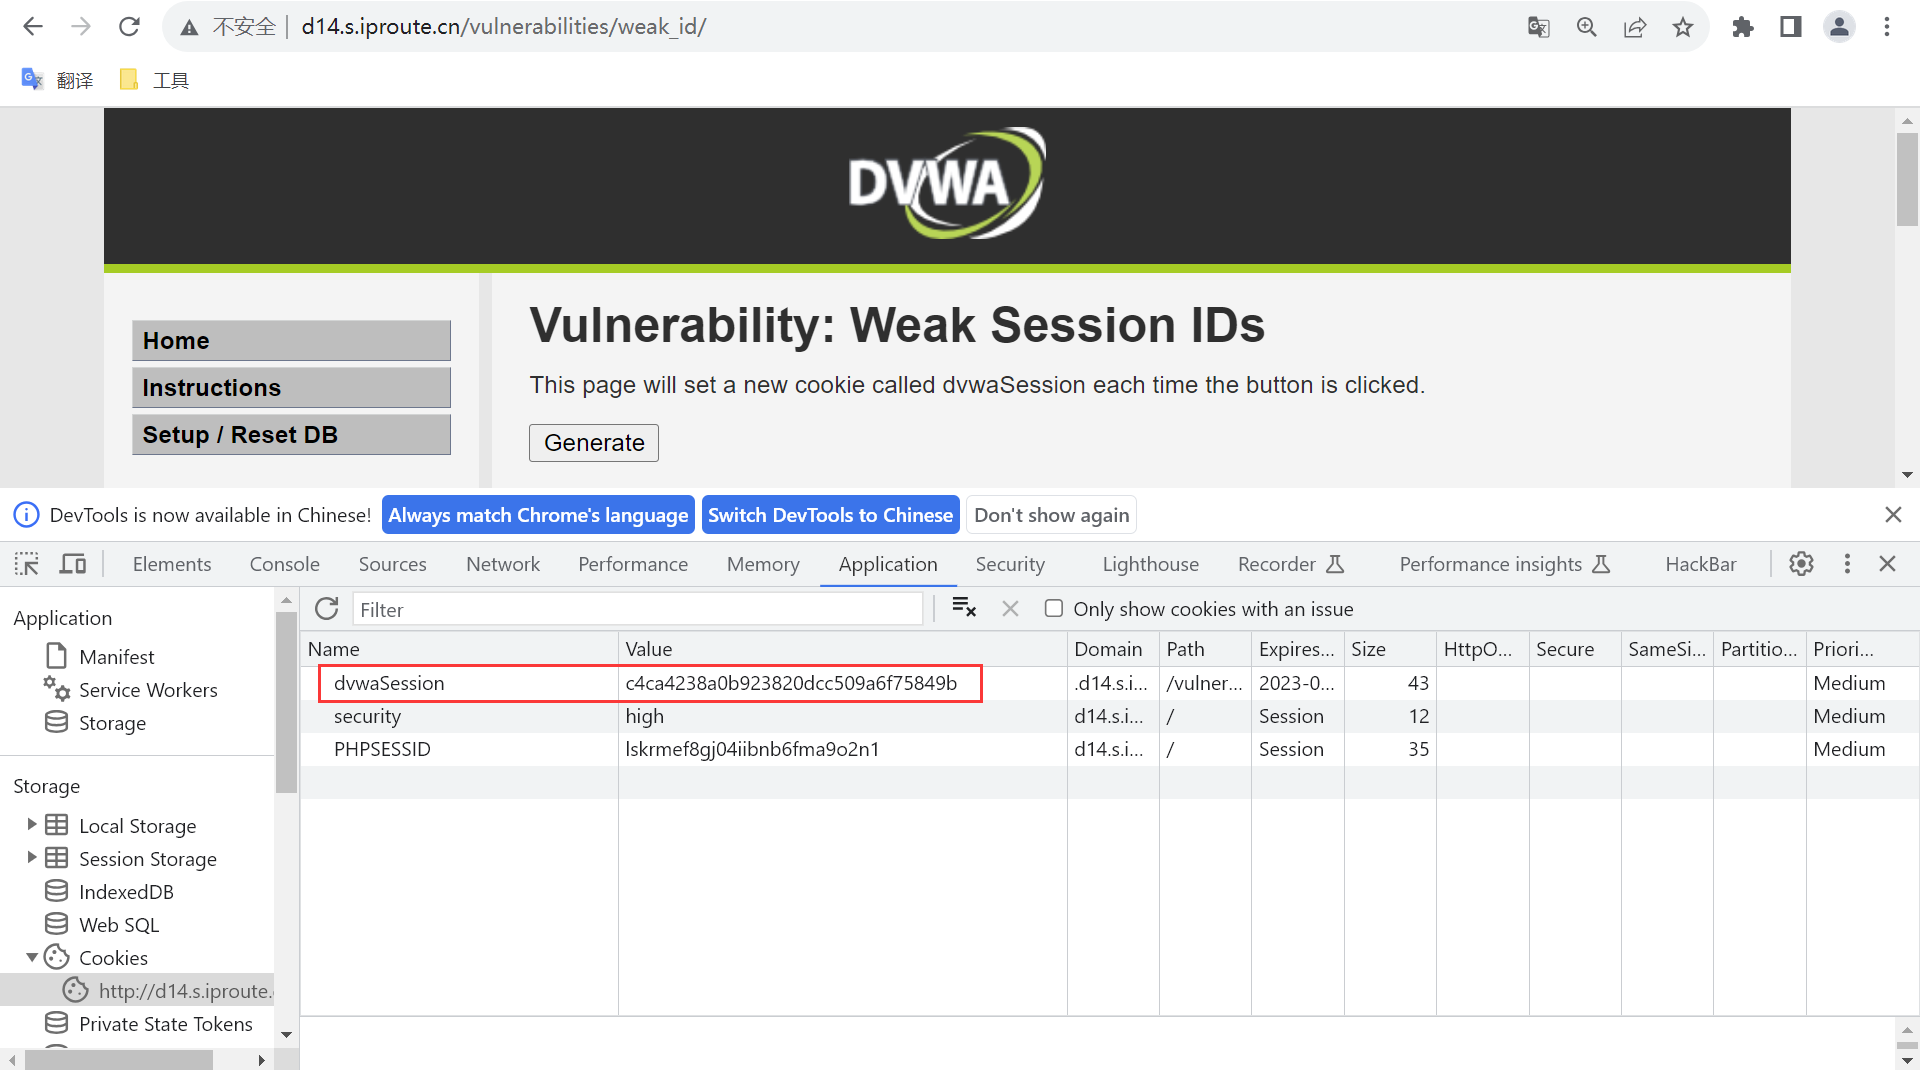 不安全 d14.s.iproute.cn/vulnerabilities/weak_id/
翻译 工具
DVWA
Home
Instructions
Setup / Reset DB
Vulnerability: Weak Session IDs
This page will set a new cookie called dvwaSession each time the button is clicked.
Generate
DevTools is now available in Chinese! Always match Chrome's language Switch DevTools to Chinese Don't show again
Elements Console Sources Network Performance Memory Application Security Lighthouse Recorder Performance insights HackBar
Application
Manifest
Service Workers
Storage
Storage
Local Storage
Session Storage
IndexedDB
Web SQL
Cookies
http://d14.s.iproute.
Private State Tokens
Filter Only show cookies with an issue
Name Value Domain Path Expires... Size HttpO... Secure SameSi... Partitio... Priori...
dvwaSession c4ca4238a0b923820dcc509a6f75849b .d14.s.i... /vulner... 2023-0... 43 Medium
security high d14.s.i... / Session 12 Medium
PHPSESSID lskrmef8gj04iibnb6fma9o2n1 d14.s.i... / Session 35 Medium